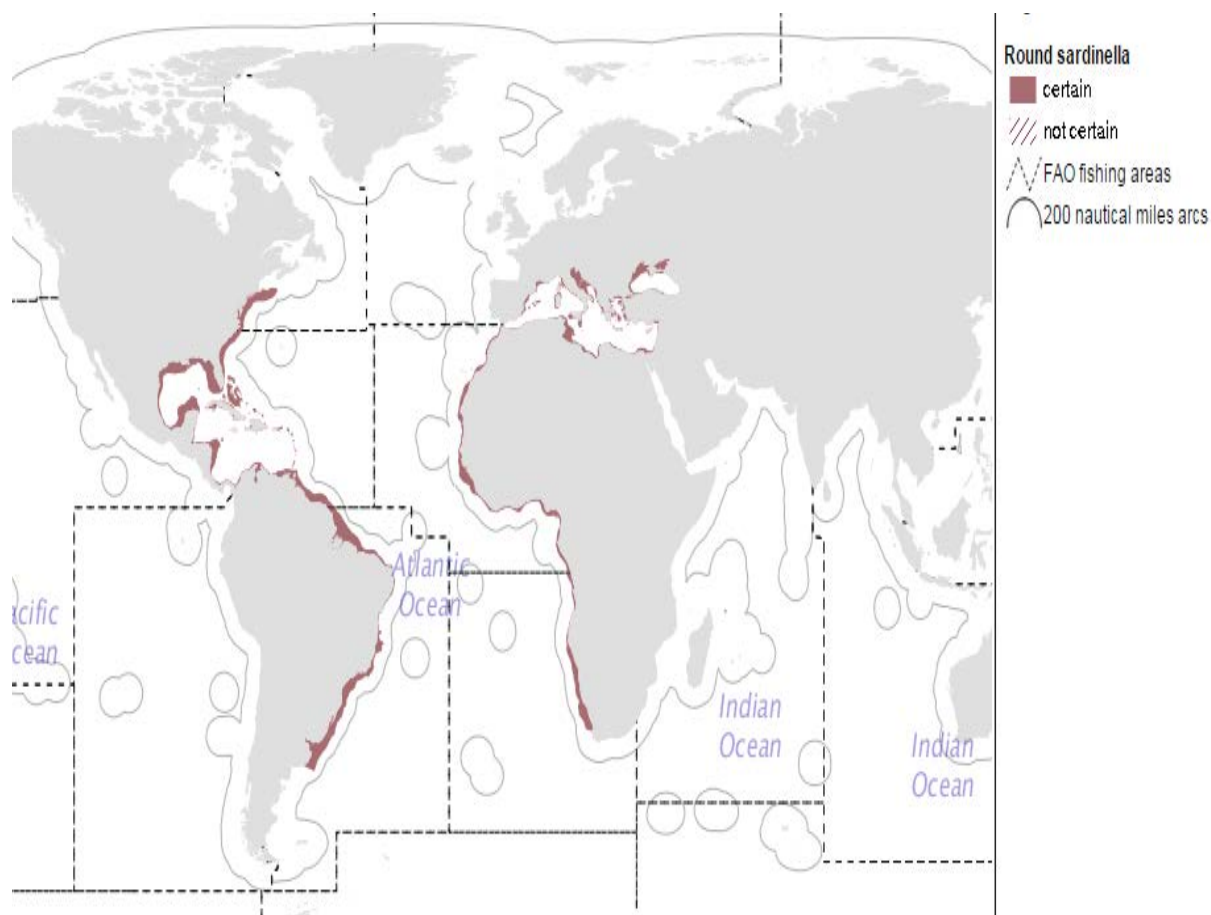 Round sardinella
certain
not certain
FAO fishing areas
200 nautical miles arcs
Atlantic
Ocean
acific
cean
Indian
Ocean
Indian
Ocean